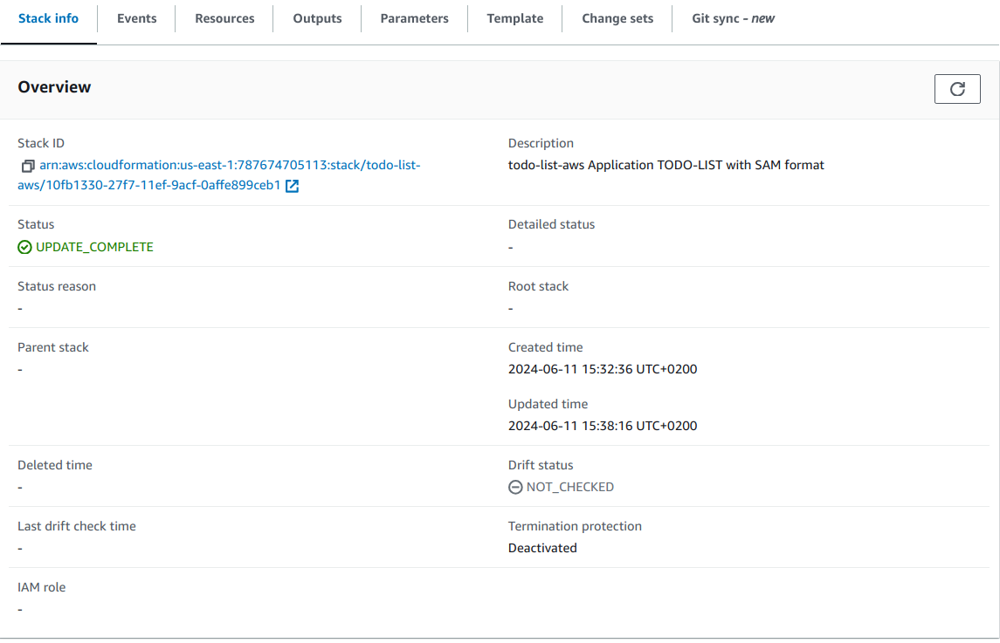 Stack info Events Resources Outputs Parameters Template Change sets Git sync - new
Overview
Stack ID
arn:aws:cloudformation:us-east-1:787674705113:stack/todo-list-
aws/10fb1330-27f7-11ef-9acf-0affe899ceb1
Description
todo-list-aws Application TODO-LIST with SAM format
Status
UPDATE_COMPLETE
Detailed status
-
Status reason
-
Root stack
-
Parent stack
-
Created time
2024-06-11 15:32:36 UTC+0200
Updated time
2024-06-11 15:38:16 UTC+0200
Deleted time
-
Drift status
NOT_CHECKED
Last drift check time
-
Termination protection
Deactivated
IAM role
-